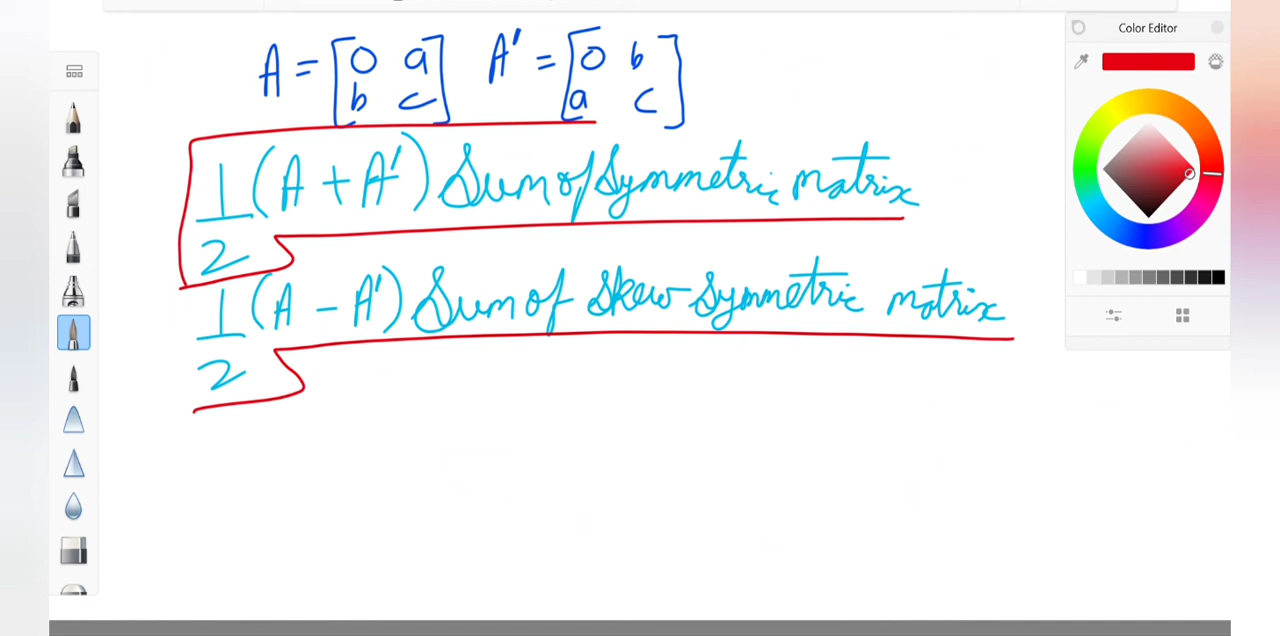 Color Editor
A = [0 a A' = [0 b
b c] a c]
1/2 (A + A') Sum of Symmetric matrix
1/2 (A - A') Sum of Skew-Symmetric matrix